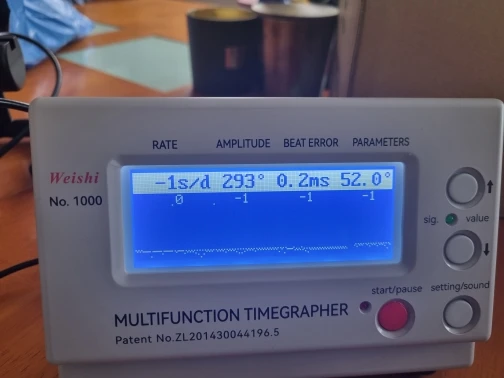 RATE AMPLITUDE BEAT ERROR PARAMETERS
-1s/d 293° 0.2ms 52.0°
0 -1 -1 -1
Weishi
No. 1000
sig. value
start/pause setting/sound
MULTIFUNCTION TIMEGRAPHER
Patent No.ZL201430044196.5